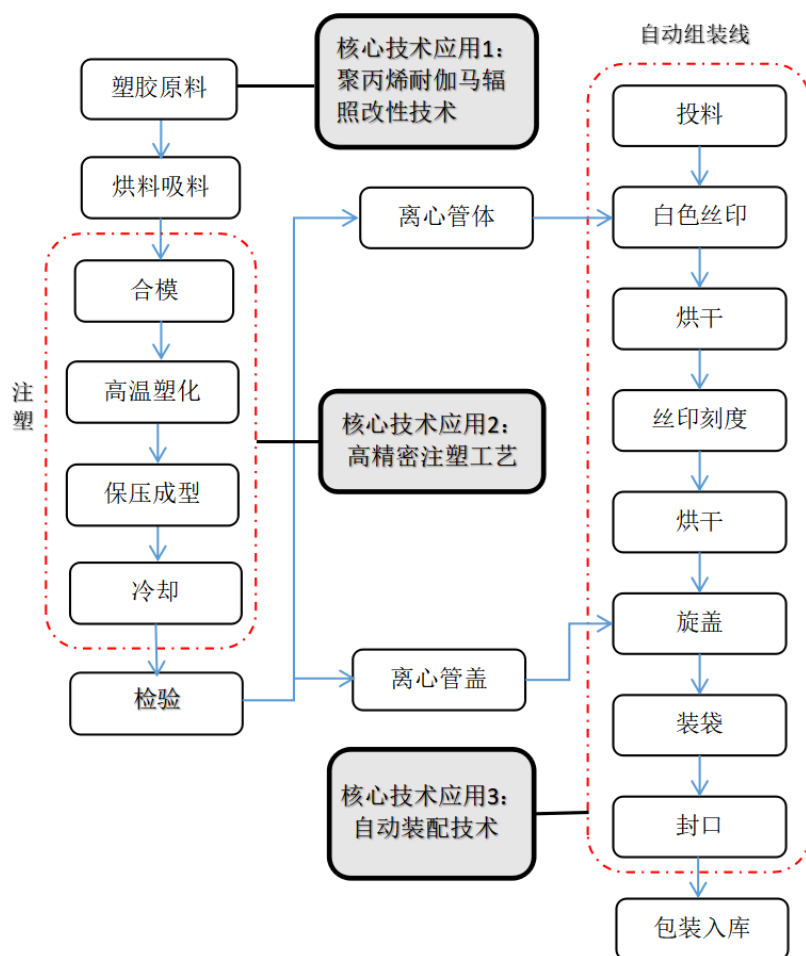 塑胶原料
烘料吸料
注
塑
合模
高温塑化
保压成型
冷却
检验
核心技术应用1：
聚丙烯耐伽马辐
照改性技术
离心管体
核心技术应用2：
高精密注塑工艺
离心管盖
核心技术应用3：
自动装配技术
自动组装线
投料
白色丝印
烘干
丝印刻度
烘干
旋盖
装袋
封口
包装入库